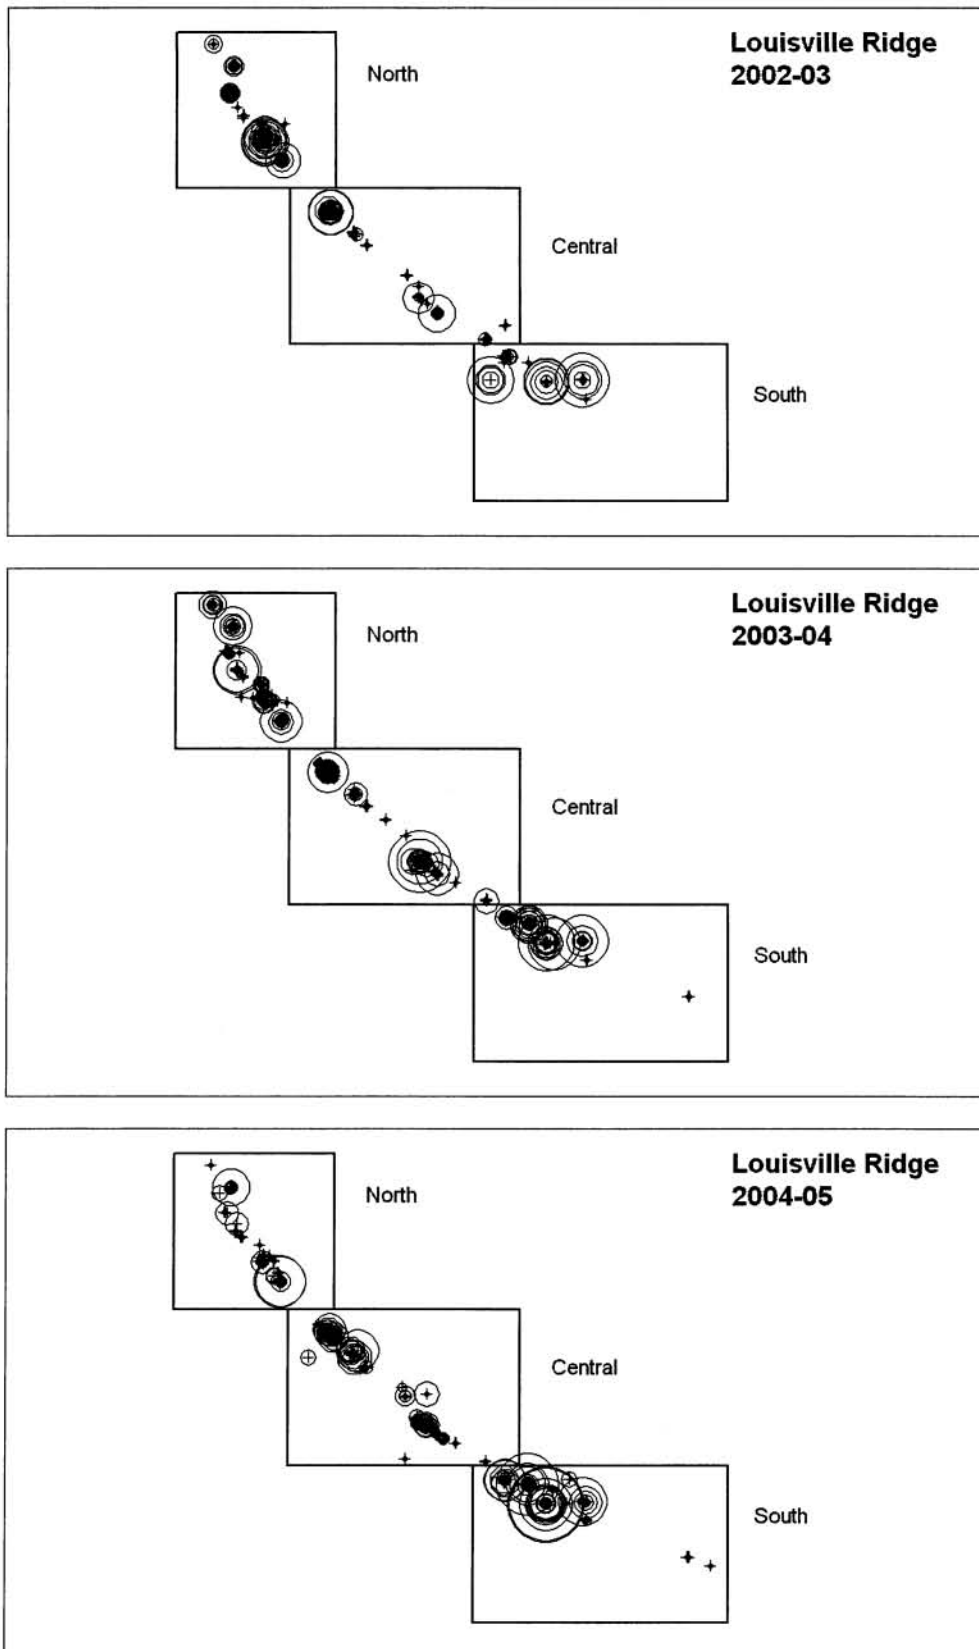 Louisville Ridge
2002-03
North
Central
South
Louisville Ridge
2003-04
North
Central
South
Louisville Ridge
2004-05
North
Central
South